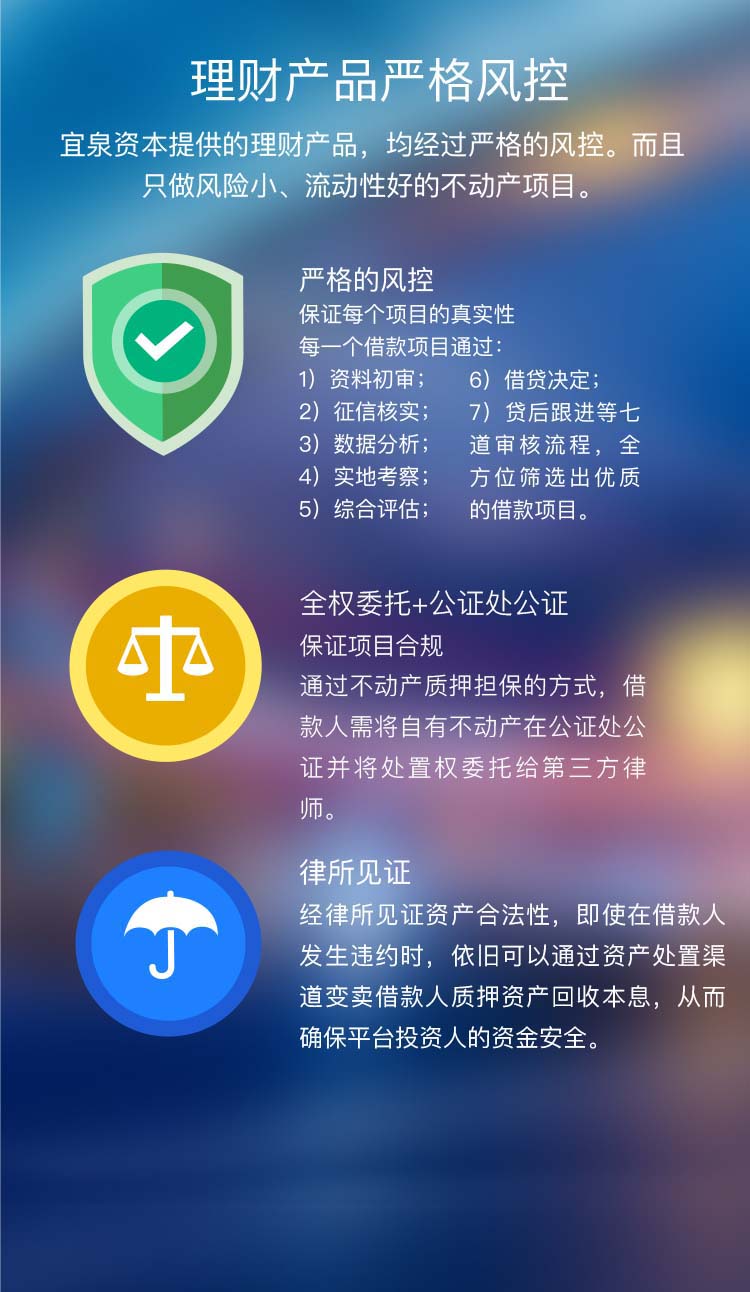 理财产品严格风控
宜泉资本提供的理财产品，均经过严格的风控。而且
只做风险小、流动性好的不动产项目。
严格的风控
保证每个项目的真实性
每一个借款项目通过：
1）资料初审；
2）征信核实；
3）数据分析；
4）实地考察；
5）综合评估；
6）借贷决定；
7）贷后跟进等七
道审核流程，全
方位筛选出优质
的借款项目。
全权委托+公证处公证
保证项目合规
通过不动产质押担保的方式，借
款人需将自有不动产在公证处公
证并将处置权委托给第三方律
师。
律所见证
经律所见证资产合法性，即使在借款人
发生违约时，依旧可以通过资产处置渠
道变卖借款人质押资产回收本息，从而
确保平台投资人的资金安全。